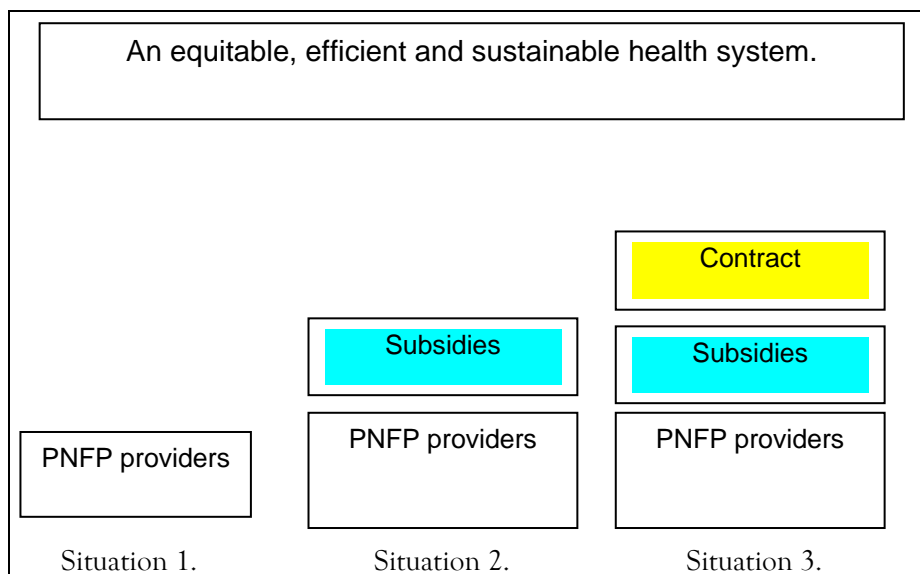 An equitable, efficient and sustainable health system.
Contract
Subsidies
Subsidies
PNFP providers
PNFP providers
PNFP providers
Situation 1.
Situation 2.
Situation 3.